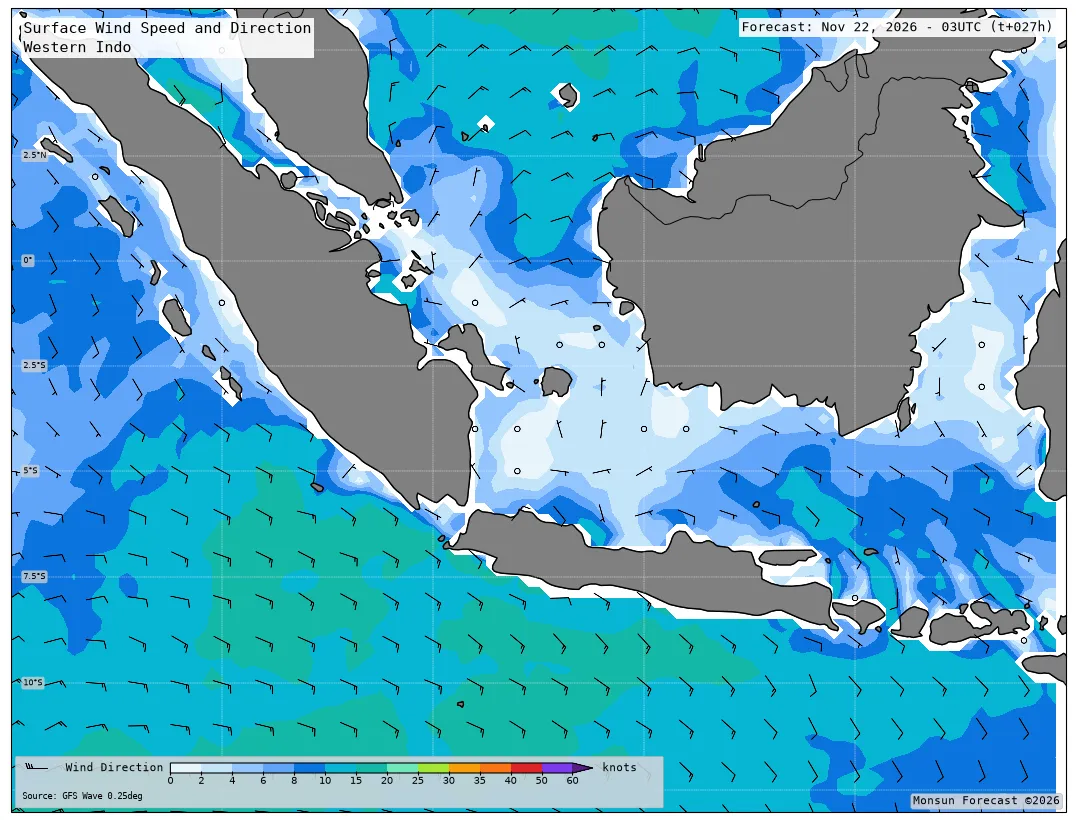 Surface Wind Speed and Direction
Western Indo
Forecast: Nov 22, 2026 - 03UTC (t+027h)
2.5°N
0°
2.5°S
5°S
7.5°S
10°S
Wind Direction
0 2 4 6 8 10 15 20 25 30 35 40 50 60
knots
Source: GFS Wave 0.25deg
Monsun Forecast ©2026